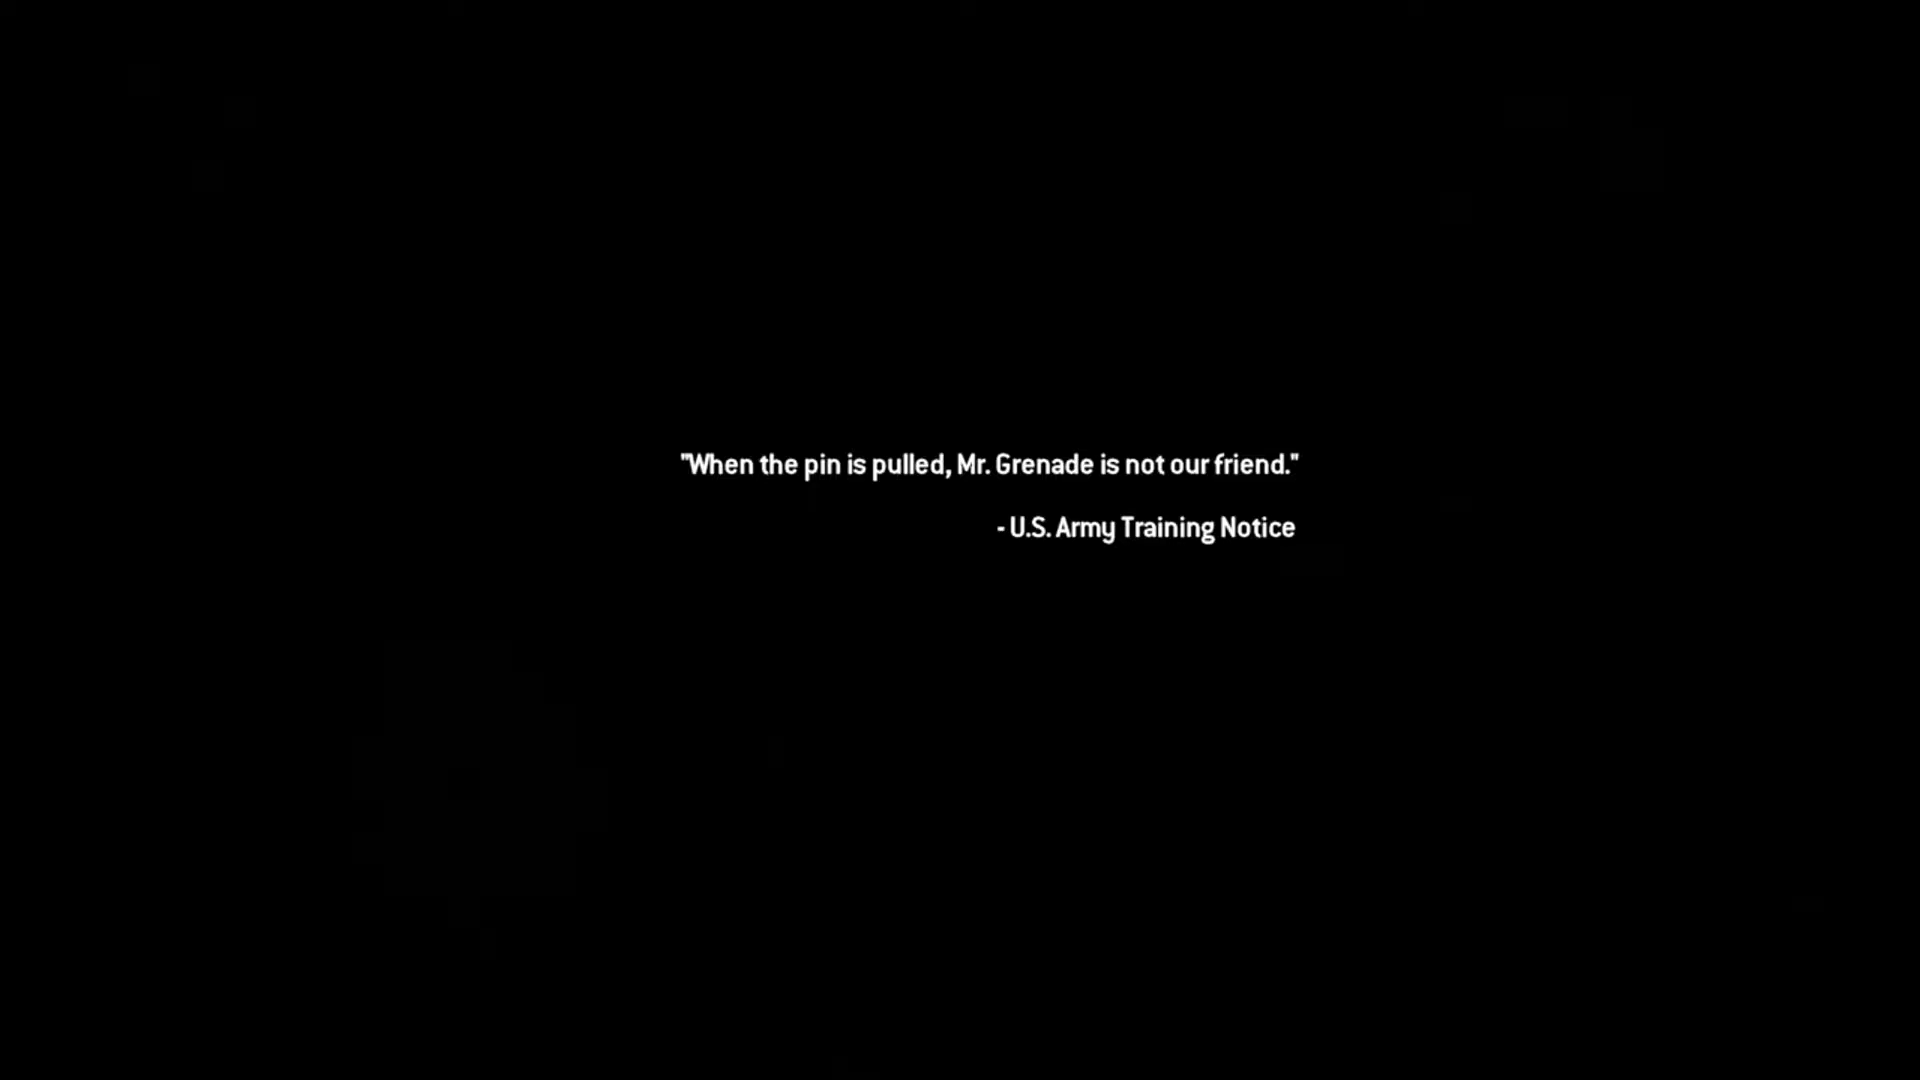 "When the pin is pulled, Mr. Grenade is not our friend."
- U.S. Army Training Notice